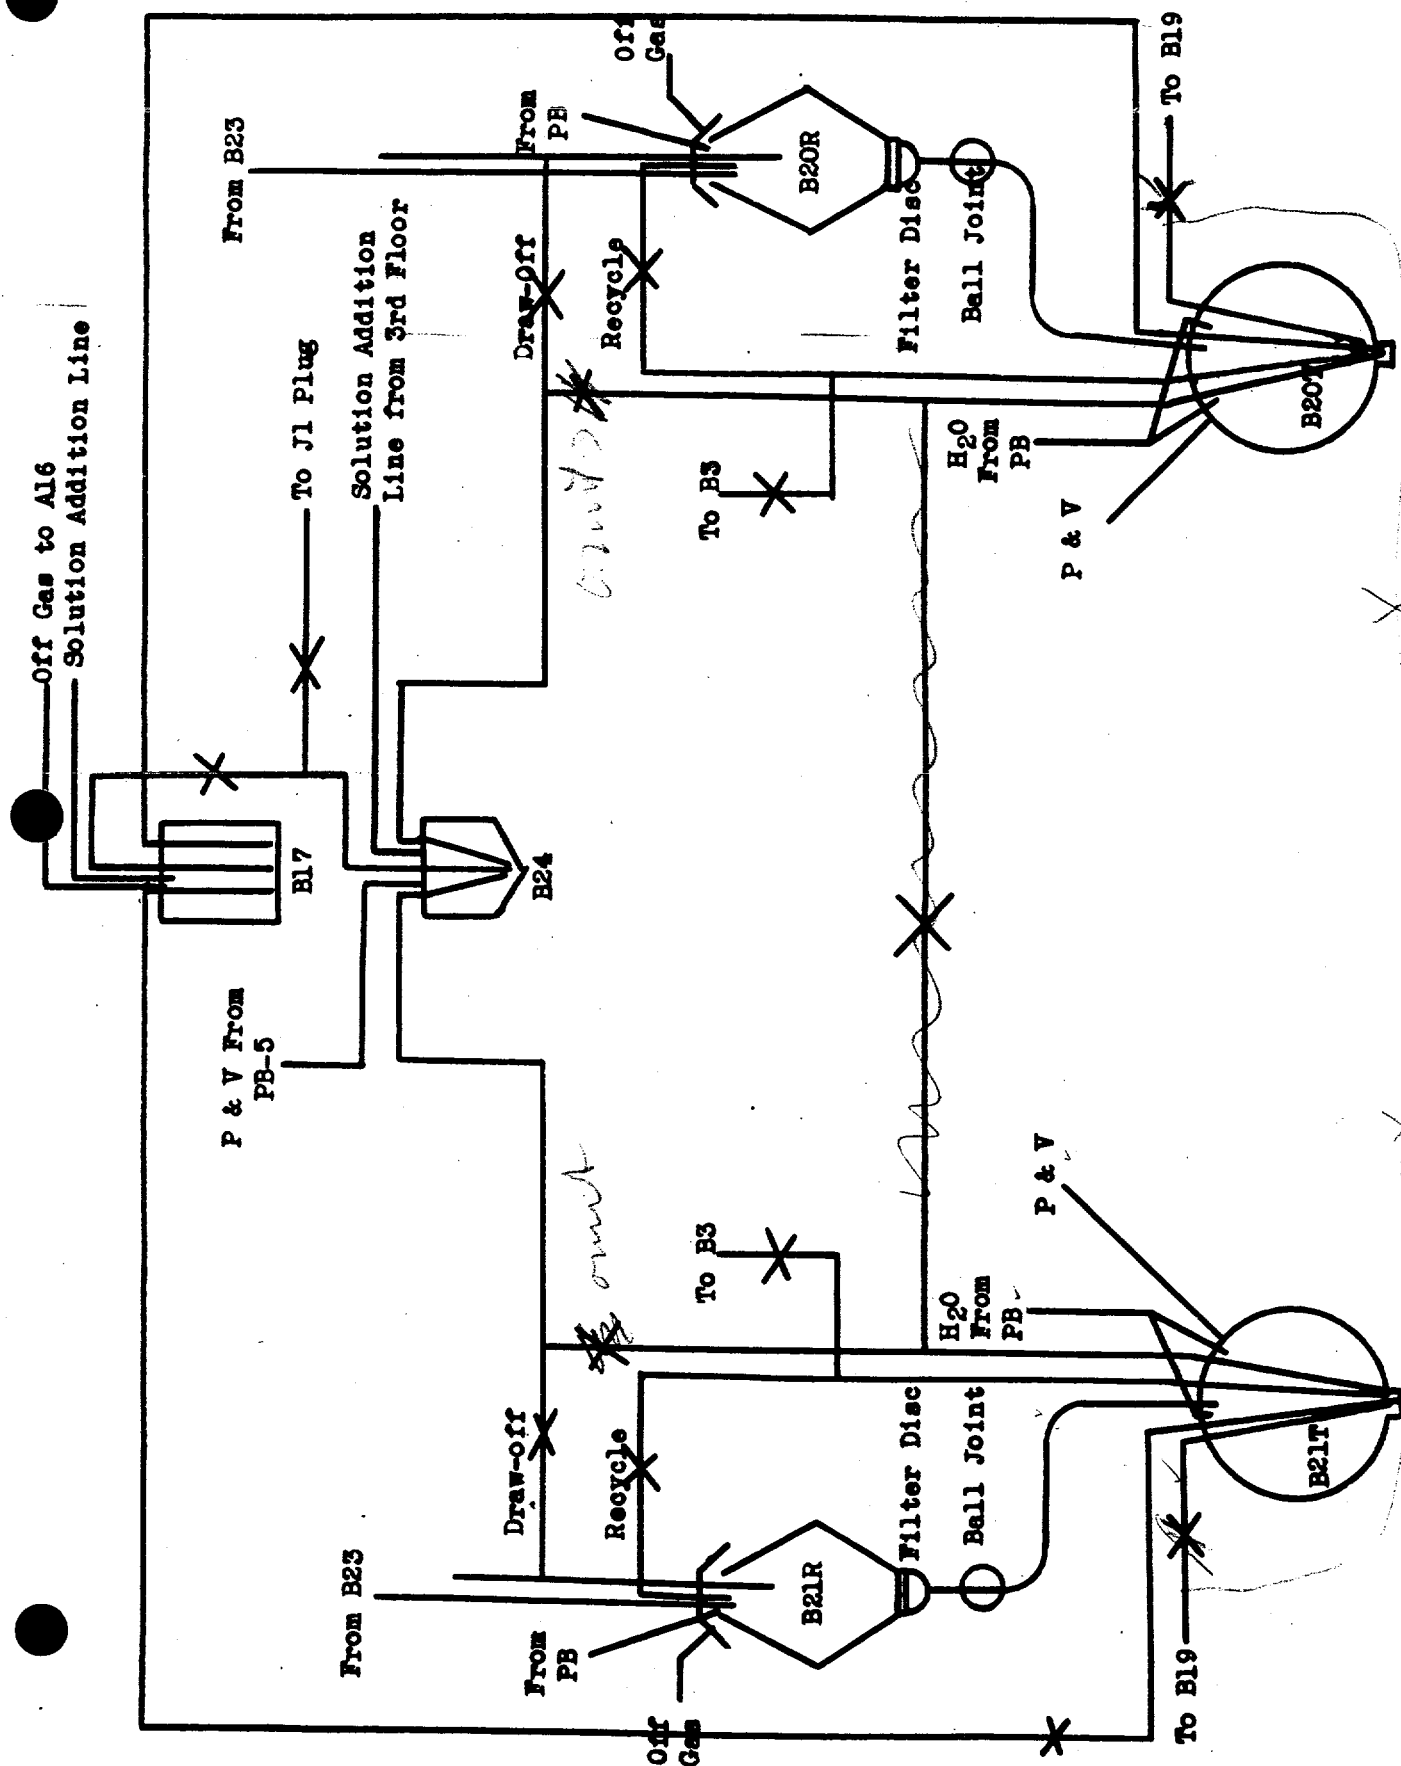 Off Gas to A16
Solution Addition Line
To J1 Plug
Solution Addition
Line from 3rd Floor
From B23
B17
P & V From
PB-5
B24
From B23
Draw-off
Draw-Off
From
PB
From
PB
Off
Gas
Off
Gas
Recycle
Recycle
omit
omit
To B3
To B3
B21R
B20R
Filter Disc
Filter Disc
Ball Joint
Ball Joint
H₂O
From
PB
H₂O
From
PB
P & V
P & V
To B19
To B19
B21T
B20T